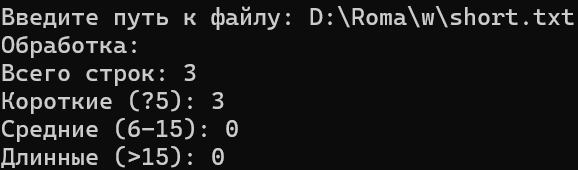 Введите путь к файлу: D:\Roma\w\short.txt
Обработка:
Всего строк: 3
Короткие (?5): 3
Средние (6-15): 0
Длинные (>15): 0